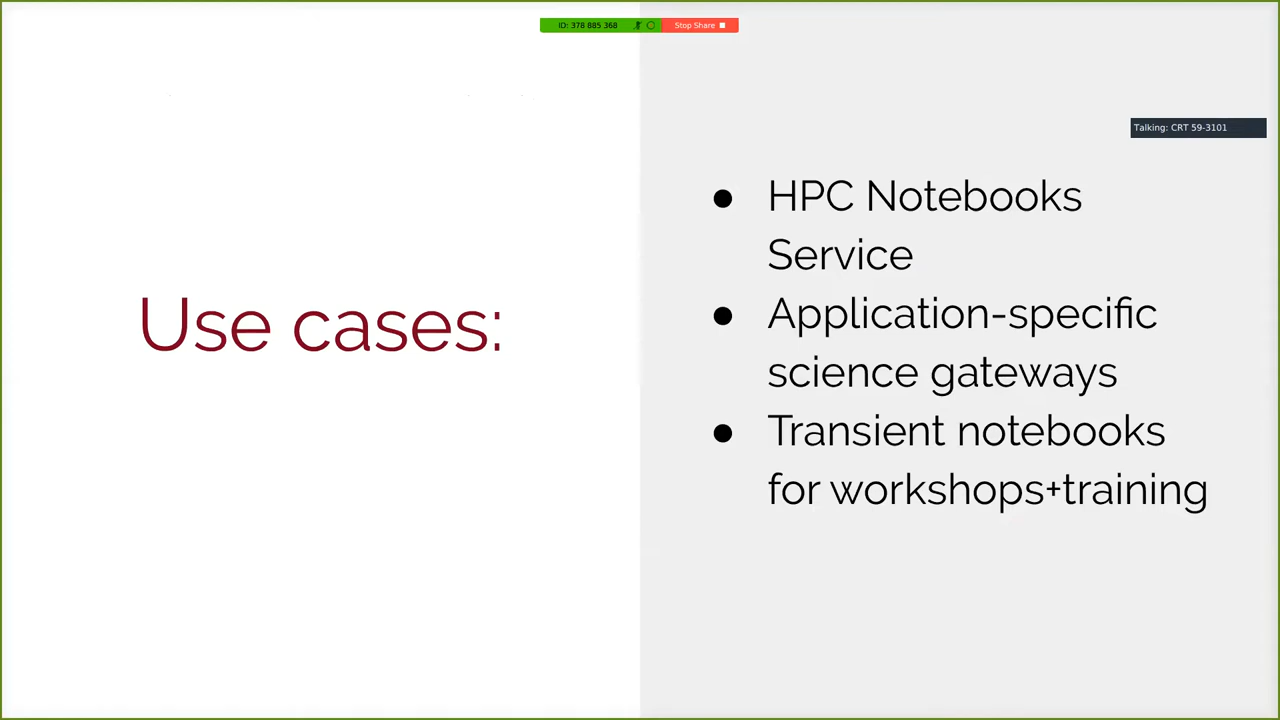 ID: 378 885 368
Stop Share
Talking: CRT 59-3101
Use cases:
● HPC Notebooks
Service
● Application-specific
science gateways
● Transient notebooks
for workshops+training